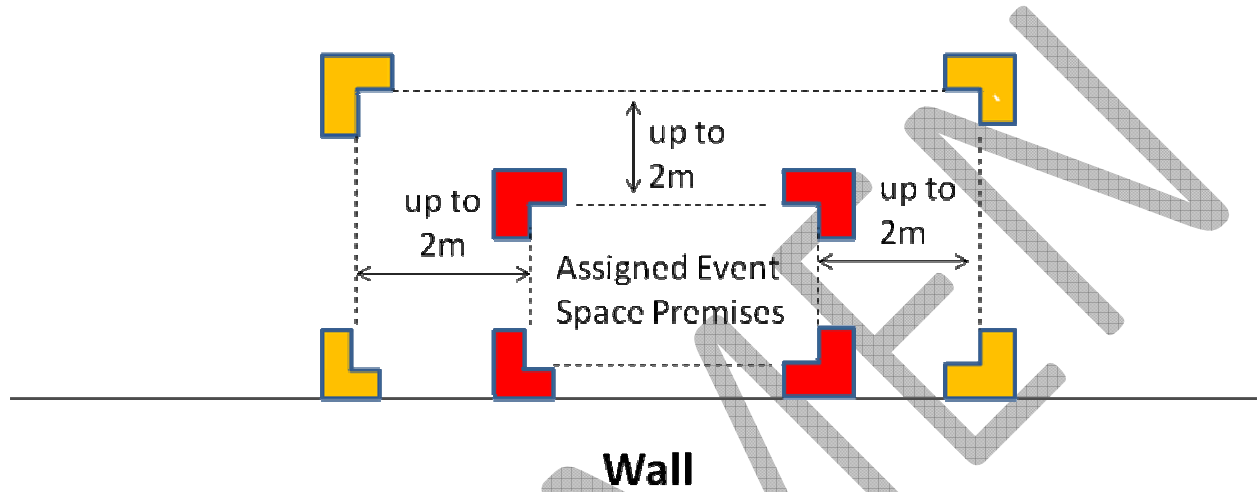 up to
2m
up to
2m
up to
2m
Assigned Event
Space Premises
Wall